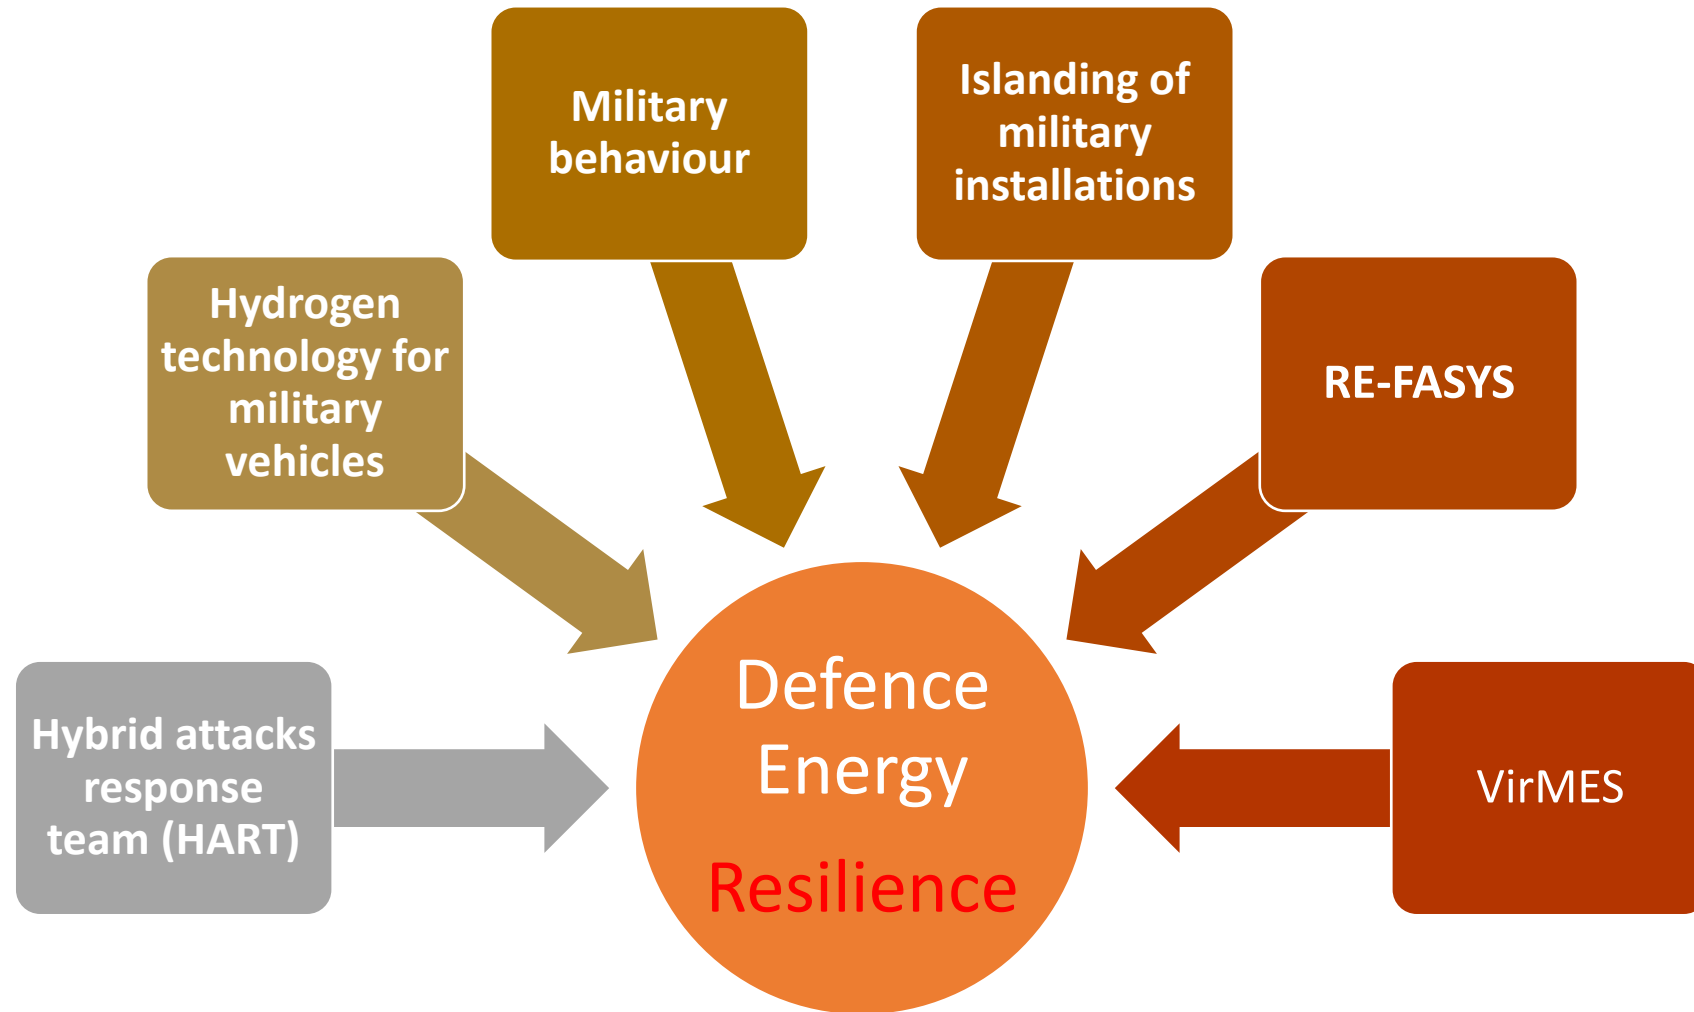 Military
behaviour
Islanding of
military
installations
Hydrogen
technology for
military
vehicles
RE-FASYS
Hybrid attacks
response
team (HART)
Defence
Energy
Resilience
VirMES